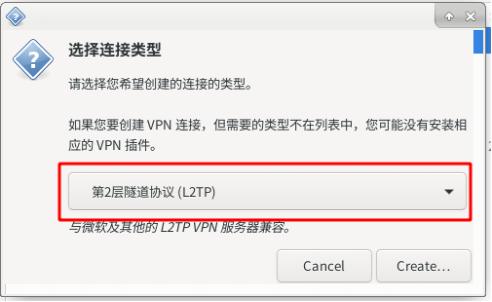 选择连接类型
请选择您希望创建的连接的类型。
如果您要创建 VPN 连接，但需要的类型不在列表中，您可能没有安装相
应的 VPN 插件。
第2层隧道协议 (L2TP)
与微软及其他的 L2TP VPN 服务器兼容。
Cancel
Create…